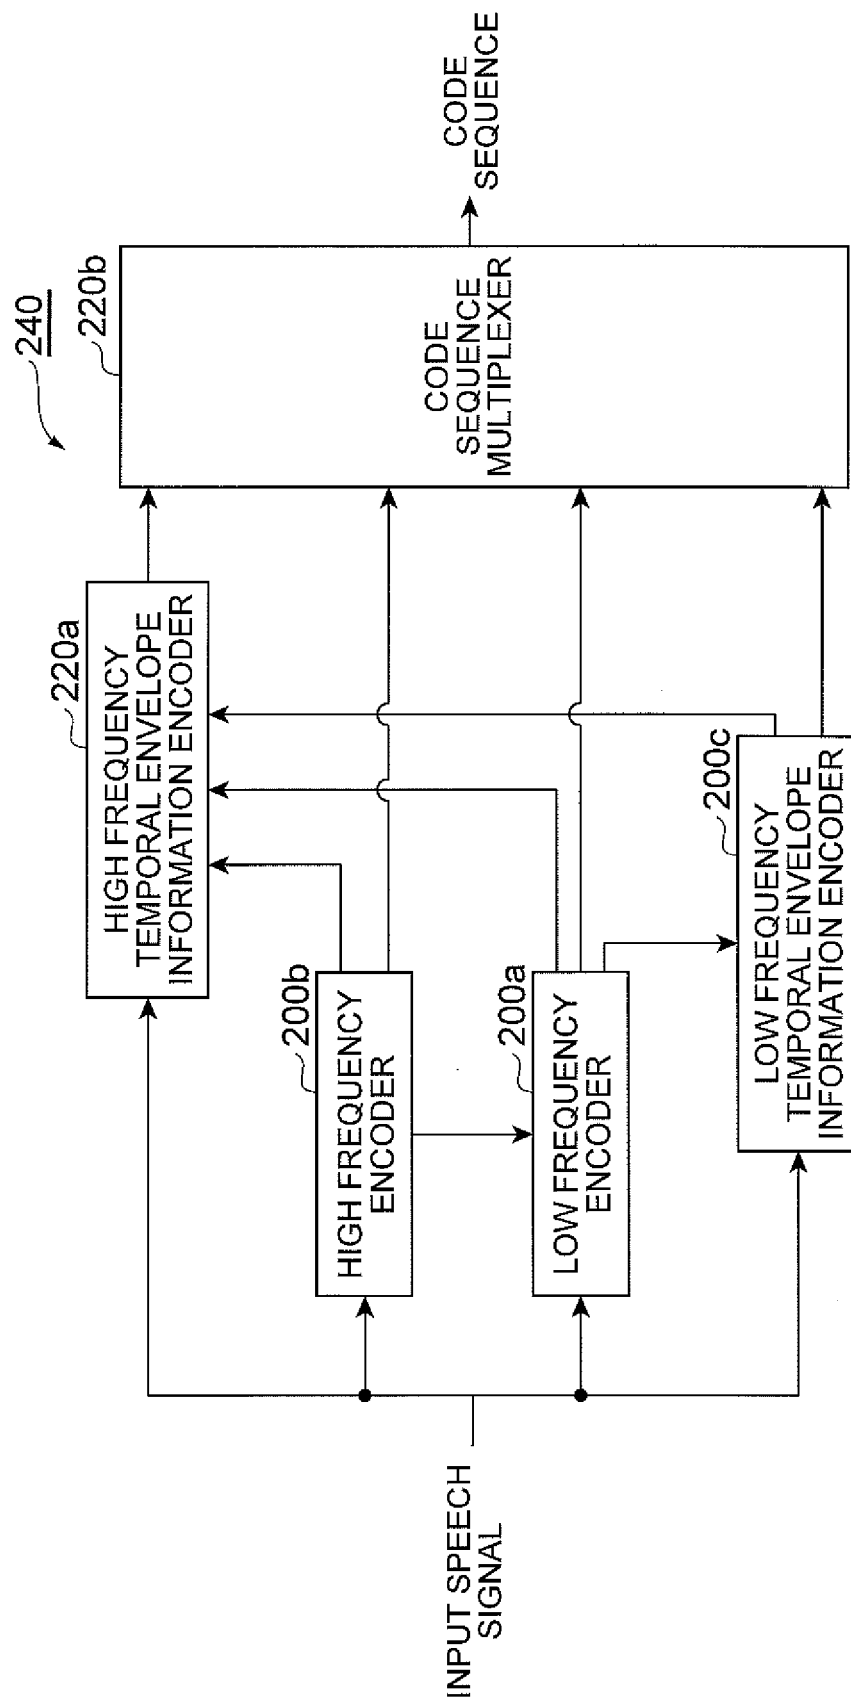 240
INPUT SPEECH
SIGNAL
HIGH FREQUENCY
TEMPORAL ENVELOPE
INFORMATION ENCODER
220a
HIGH FREQUENCY
ENCODER
200b
LOW FREQUENCY
ENCODER
200a
LOW FREQUENCY
TEMPORAL ENVELOPE
INFORMATION ENCODER
200c
CODE
SEQUENCE
MULTIPLEXER
220b
CODE
SEQUENCE